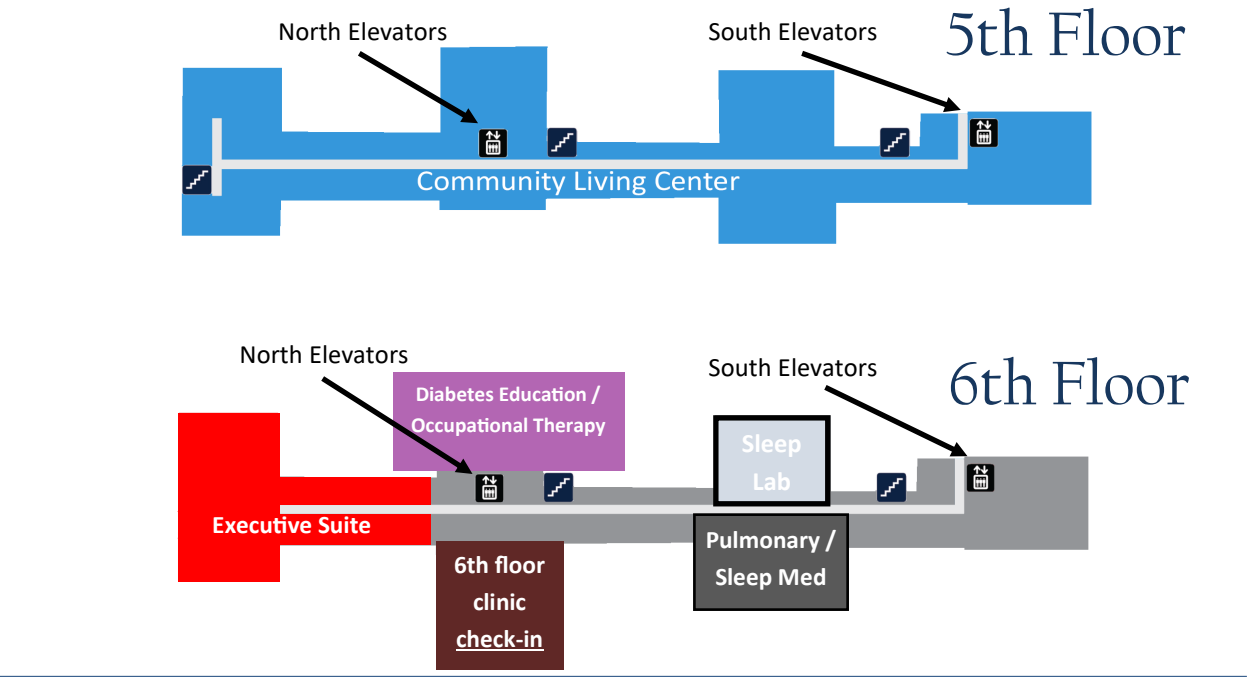 North Elevators
South Elevators
5th Floor
Community Living Center
North Elevators
South Elevators
6th Floor
Diabetes Education /
Occupational Therapy
Sleep
Lab
Executive Suite
Pulmonary /
Sleep Med
6th floor
clinic
check-in